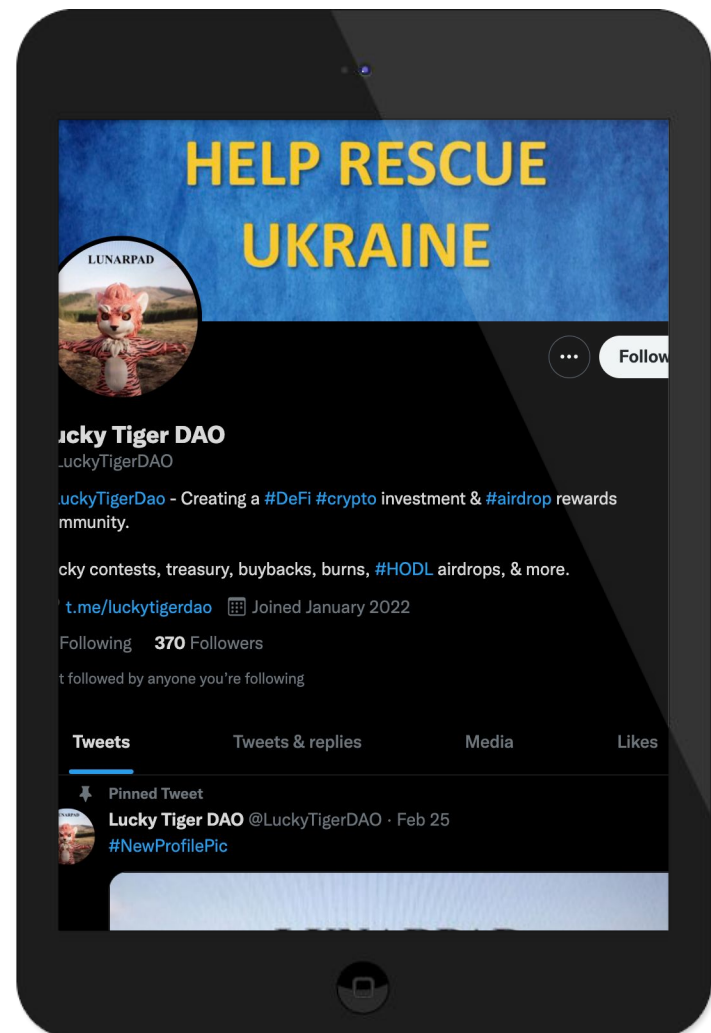 HELP RESCUE
UKRAINE
LUNARPAD
Follow
ucky Tiger DAO
LuckyTigerDAO
uckyTigerDao - Creating a #DeFi #crypto investment & #airdrop rewards
mmunity.
cky contests, treasury, buybacks, burns, #HODL airdrops, & more.
t.me/luckytigerdao Joined January 2022
Following 370 Followers
t followed by anyone you're following
Tweets Tweets & replies Media Likes
Pinned Tweet
Lucky Tiger DAO @LuckyTigerDAO · Feb 25
#NewProfilePic